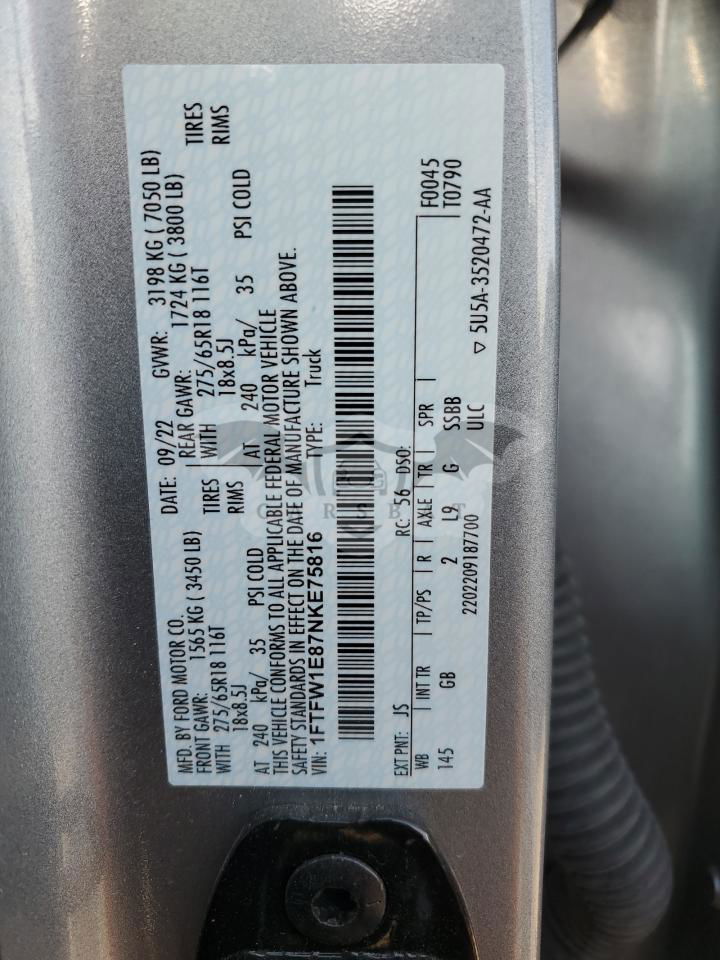 MFD. BY FORD MOTOR CO. DATE: 09/22 GVWR: 3198 KG ( 7050 LB)
FRONT GAWR: 1565 KG ( 3450 LB) REAR GAWR: 1724 KG ( 3800 LB)
WITH 275/65R18 116T TIRES WITH 275/65R18 116T TIRES
18x8.5J RIMS 18x8.5J RIMS
AT 240 kPa/ 35 PSI COLD AT 240 kPa/ 35 PSI COLD
THIS VEHICLE CONFORMS TO ALL APPLICABLE FEDERAL MOTOR VEHICLE
SAFETY STANDARDS IN EFFECT ON THE DATE OF MANUFACTURE SHOWN ABOVE.
VIN: 1FTFW1E87NKE75816 TYPE: Truck
EXT PNT: JS RC: 56 DSO: F0045
WB INT TR TP/PS R AXLE TR SPR T0790
145 GB 2 L9 G SSBB
2202209187700 ULC
▽ 5U5A-3520472-AA